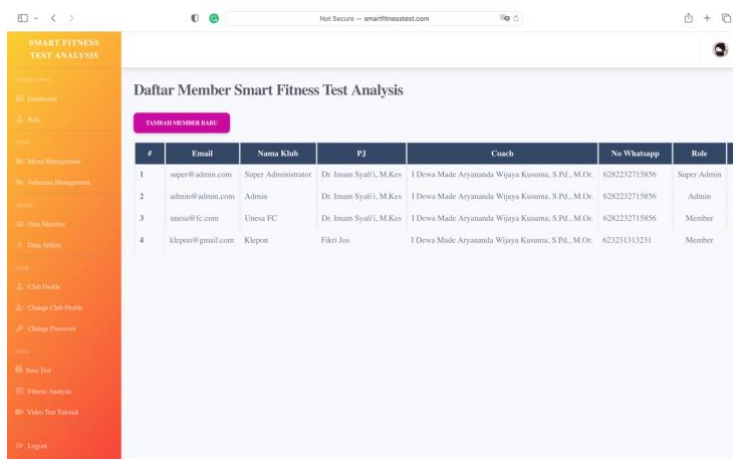 Not Secure — smartfitnesstest.com
SMART FITNESS
TEST ANALYSIS
Dashboard
Role
Menu Management
Submenu Management
Data Member
Data Atlet
Club Profile
Change Club Profile
Change Password
Item Test
Fitness Analysis
Video Test Tutorial
Logout
Daftar Member Smart Fitness Test Analysis
TAMBAH MEMBER BARU
# Email Nama Klub PJ Coach No Whatsapp Role
1 super@admin.com Super Administrator Dr. Imam Syafi'i, M.Kes I Dewa Made Aryananda Wijaya Kusuma, S.Pd., M.Or. 6282232715856 Super Admin
2 admin@admin.com Admin Dr. Imam Syafi'i, M.Kes I Dewa Made Aryananda Wijaya Kusuma, S.Pd., M.Or. 6282232715856 Admin
3 unesa@fc.com Unesa FC Dr. Imam Syafi'i, M.Kes I Dewa Made Aryananda Wijaya Kusuma, S.Pd., M.Or. 6282232715856 Member
4 klepon@gmail.com Klepon Fikri Jos I Dewa Made Aryananda Wijaya Kusuma, S.Pd., M.Or. 623231313231 Member